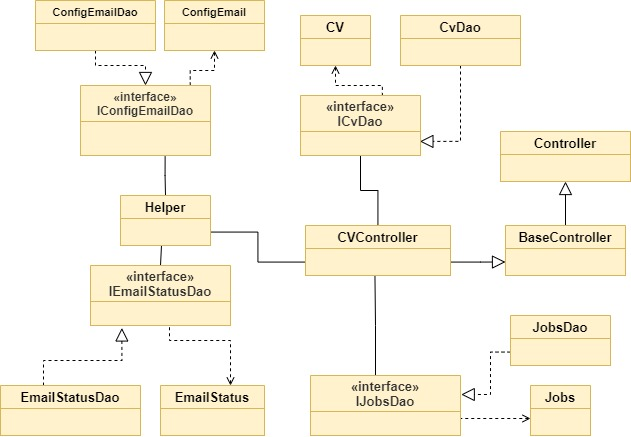 ConfigEmailDao
ConfigEmail
CV
CvDao
«interface»
IConfigEmailDao
«interface»
ICvDao
Controller
Helper
CVController
BaseController
«interface»
IEmailStatusDao
JobsDao
EmailStatusDao
EmailStatus
«interface»
IJobsDao
Jobs